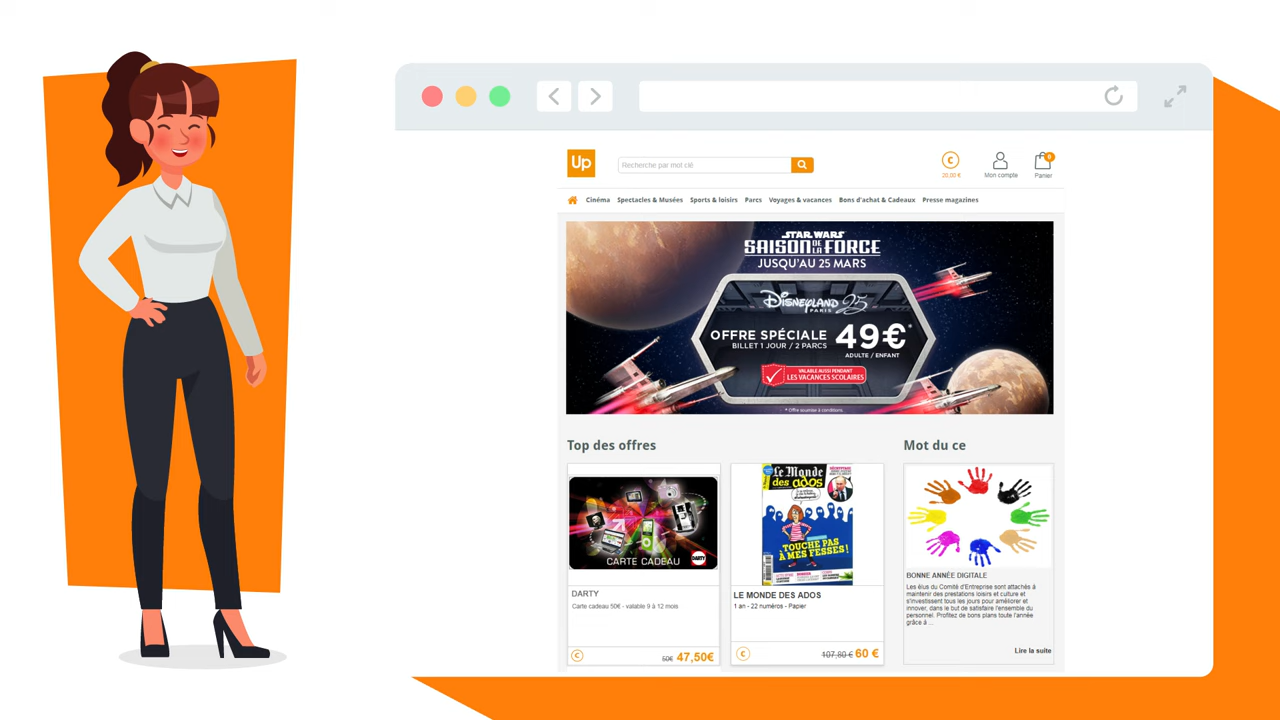 Up
Recherche par mot clé
C
20,00 €
Mon compte
0
Panier
Cinéma Spectacles & Musées Sports & loisirs Parcs Voyages & vacances Bons d'achat & Cadeaux Presse magazines
STAR WARS
SAISON DE LA FORCE
JUSQU'AU 25 MARS
DISNEYLAND
PARIS
25
OFFRE SPÉCIALE
BILLET 1 JOUR / 2 PARCS
49€*
ADULTE / ENFANT
VALABLE AUSSI PENDANT
LES VACANCES SCOLAIRES
* Offre soumise à conditions.
Top des offres
CARTE CADEAU
DARTY
DARTY
Carte cadeau 50€ - valable 9 à 12 mois
C
50€ 47,50€
le Monde
des ados
TOUCHE PAS
À MES FESSES !
LE MONDE DES ADOS
1 an - 22 numéros - Papier
C
107,80 € 60 €
Mot du ce
BONNE ANNÉE DIGITALE
Les élus du Comité d'Entreprise sont attachés à
maintenir des prestations loisirs et culture et
s'investissent tous les jours pour améliorer et
innover, dans le but de satisfaire l'ensemble du
personnel. Profitez de bons plans toute l'année
grâce à ...
Lire la suite